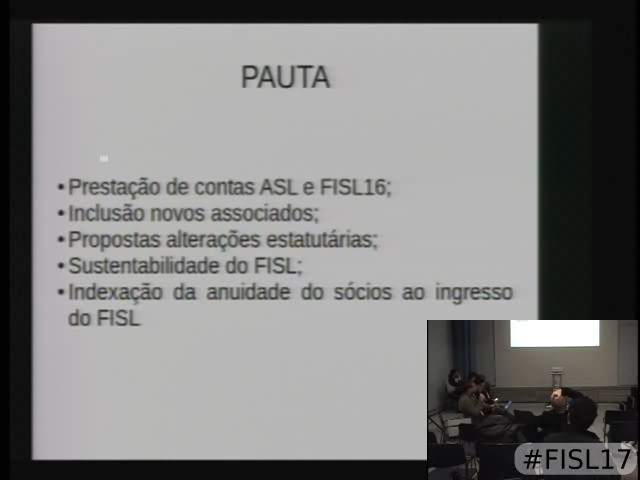 PAUTA
• Prestação de contas ASL e FISL16;
• Inclusão novos associados;
• Propostas alterações estatutárias;
• Sustentabilidade do FISL;
• Indexação da anuidade do sócios ao ingresso
do FISL
#FISL17